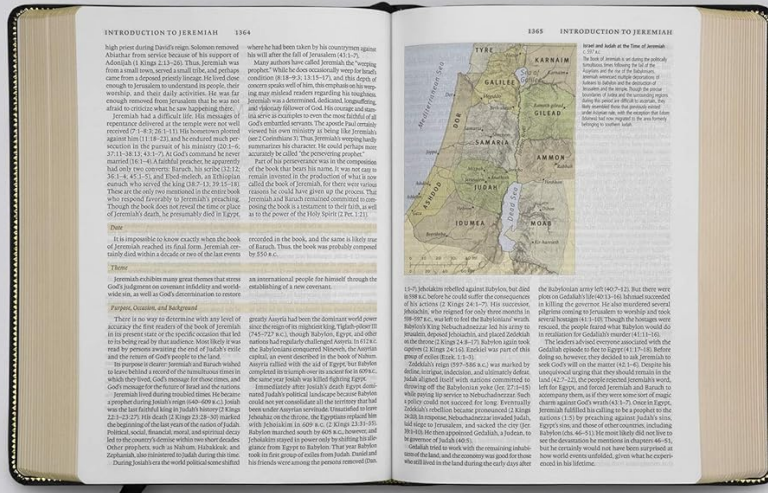 INTRODUCTION TO JEREMIAH 1364
high priest during David's reign. Solomon removed
Abiathar from service because of his support of
Adonijah (1 Kings 2:13–26). Thus, Jeremiah was
from a small town, served a small tribe, and perhaps
came from a deposed priestly lineage. He lived close
enough to Jerusalem to understand its people, their
worship, and their daily activities. He was far
enough removed from Jerusalem that he was not
afraid to criticize what he saw happening there.
Jeremiah had a difficult life. His messages of
repentance delivered at the temple were not well
received (7:1–8:3; 26:1–11). His hometown plotted
against him (11:18–23), and he endured much per-
secution in the pursuit of his ministry (20:1–6;
37:11–38:13; 43:1–7). At God's command he never
married (16:1–4). A faithful preacher, he apparently
had only two converts: Baruch, his scribe (32:12;
36:1–4; 45:1–5), and Ebed-melech, an Ethiopian
eunuch who served the king (38:7–13; 39:15–18).
These are the only two mentioned in the entire book
who respond favorably to Jeremiah's preaching.
Though the book does not reveal the time or place
of Jeremiah's death, he presumably died in Egypt,
where he had been taken by his countrymen against
his will after the fall of Jerusalem (43:1–7).
Many authors have called Jeremiah the "weeping
prophet." While he does occasionally weep for Israel's
condition (8:18–9:3; 13:15–17), and this depth of
concern speaks well of him, this emphasis on weep-
ing may mislead readers regarding his toughness.
Jeremiah was a determined, dedicated, longsuffering,
and visionary follower of God. His courage and stam-
ina serve as examples to even the most faithful of all
God's embattled servants. The apostle Paul certainly
viewed his own ministry as being like Jeremiah's
(see 2 Corinthians 3). Thus, Jeremiah weeping hardly
summarizes his character. He could perhaps more
accurately be called "the persevering prophet."
Part of his perseverance was in the composition
of the book that bears his name. It was not easy to
remain invented in the production of what is now
called the book of Jeremiah, for there were various
reasons he could have given up the process. That
Jeremiah and Baruch remained committed to com-
posing the book is a testament to their faith, as well
as to the power of the Holy Spirit (2 Pet. 1:21).
Date
It is impossible to know exactly when the book
of Jeremiah reached its final form. Jeremiah cer-
tainly died within a decade or two of the last events
recorded in the book, and the same is likely true
of Baruch. Thus, the book was probably composed
by 550 B.C.
Theme
Jeremiah exhibits many great themes that stress
God's judgment on covenant infidelity and world-
wide sin, as well as God's determination to restore
an international people for himself through the
establishing of a new covenant.
Purpose, Occasion, and Background
There is no way to determine with any level of
accuracy the first readers of the book of Jeremiah
in its present state or the specific occasion that led
to its being read by that audience. Most likely it was
read by persons awaiting the end of Judah's exile
and the return of God's people to the land.
Its purpose is clearer: Jeremiah and Baruch wished
to leave behind a record of the tumultuous times in
which they lived, God's message for those times, and
God's message for the future of Israel and the nations.
Jeremiah lived during troubled times. He became
a prophet during Josiah's reign (640–609 B.C.). Josiah
was the last faithful king in Judah's history (2 Kings
22:1–23:27). His death (2 Kings 23:28–30) marked
the beginning of the last years of the nation of Judah.
Political, social, financial, moral, and spiritual decay
led to the country's demise within two short decades.
Other prophets, such as Nahum, Habakkuk, and
Zephaniah, also ministered to Judah during this time.
During Josiah's era the world political scene shifted
greatly. Assyria had been the dominant world power
since the reign of its mightiest king, Tiglath-pileser III
(745–727 B.C.), though Babylon, Egypt, and other
nations had regularly challenged Assyria. In 612 B.C.
the Babylonians conquered Nineveh, the Assyrian
capital, an event described in the book of Nahum.
Assyria rallied with the aid of Egypt, but Babylon
completed its triumph over its ancient foe in 609 B.C.,
the same year Josiah was killed fighting Egypt.
Immediately after Josiah's death Egypt domi-
nated Judah's political landscape because Babylon
could not yet consolidate all the territory that had
been under Assyrian servitude. Unsatisfied to leave
Jehoahaz on the throne, the Egyptians replaced him
with Jehoiakim in 609 B.C. (2 Kings 23:31–35).
Babylon marched south by 605 B.C., however, and
Jehoiakim stayed in power only by shifting his alle-
giance from Egypt to Babylon. That year Babylon
took its first group of exiles from Judah. Daniel and
his friends were among the persons removed (Dan.
1365 INTRODUCTION TO JEREMIAH
Israel and Judah at the Time of Jeremiah
c. 597 B.C.
TYRE
KARNAIM
Mediterranean Sea
GALILEE
Sea of
GILEAD
DOR
SAMARIA
AMMON
ASHDOD
JUDAH
Dead Sea
IDUMEA
MOAB
1:1–7). Jehoiakim rebelled against Babylon, but died
in 598 B.C. before he could suffer the consequences
of his actions (2 Kings 24:1–7). His successor,
Jehoiachin, who reigned for only three months in
598–597 B.C., was left to feel the Babylonians' wrath.
Babylon's King Nebuchadnezzar led his army to
Jerusalem, deposed Jehoiachin, and placed Zedekiah
on the throne (2 Kings 24:8–17). Babylon again took
captives (2 Kings 24:16). Ezekiel was part of this
group of exiles (Ezek. 1:1–3).
Zedekiah's reign (597–586 B.C.) was marked by
decline, intrigue, indecision, and ultimately defeat.
Judah aligned itself with nations committed to
throwing off the Babylonian yoke (Jer. 27:1–15)
while paying lip service to Nebuchadnezzar. Such
a policy could not succeed for long. Eventually
Zedekiah's rebellion became pronounced (2 Kings
24:20). In response, Nebuchadnezzar invaded Judah,
laid siege to Jerusalem, and sacked the city (Jer.
39:1–10). He then appointed Gedaliah, a Judean, to
be governor of Judah (40:5).
Gedaliah tried to work with the remaining inhabi-
tants of the land, and the economy was good for those
who still lived in the land during the early days after
the Babylonian army left (40:7–12). But there were
plots on Gedaliah's life (40:13–16). Ishmael succeeded
in killing the governor. He also murdered several
pilgrims coming to Jerusalem to worship and took
several hostages (41:1–10). Though the hostages were
rescued, the people feared what Babylon would do
in retaliation for Gedaliah's murder (41:11–16).
The leaders advised everyone associated with the
Gedaliah episode to flee to Egypt (41:17–18). Before
doing so, however, they decided to ask Jeremiah to
seek God's will on the matter (42:1–6). Despite his
unequivocal urging that they should remain in the
land (42:7–22), the people rejected Jeremiah's word,
left for Egypt, and forced Jeremiah and Baruch to
accompany them, as if they were some sort of magic
charm against God's wrath (43:1–7). Once in Egypt,
Jeremiah fulfilled his calling to be a prophet to the
nations (1:5) by preaching against Judah's sins,
Egypt's sins, and those of other countries, including
Babylon (chs. 46–51). He most likely did not live to
see the devastation he mentions in chapters 46–51,
but he certainly would not have been surprised at
how world events unfolded, given what he experi-
enced in his lifetime.